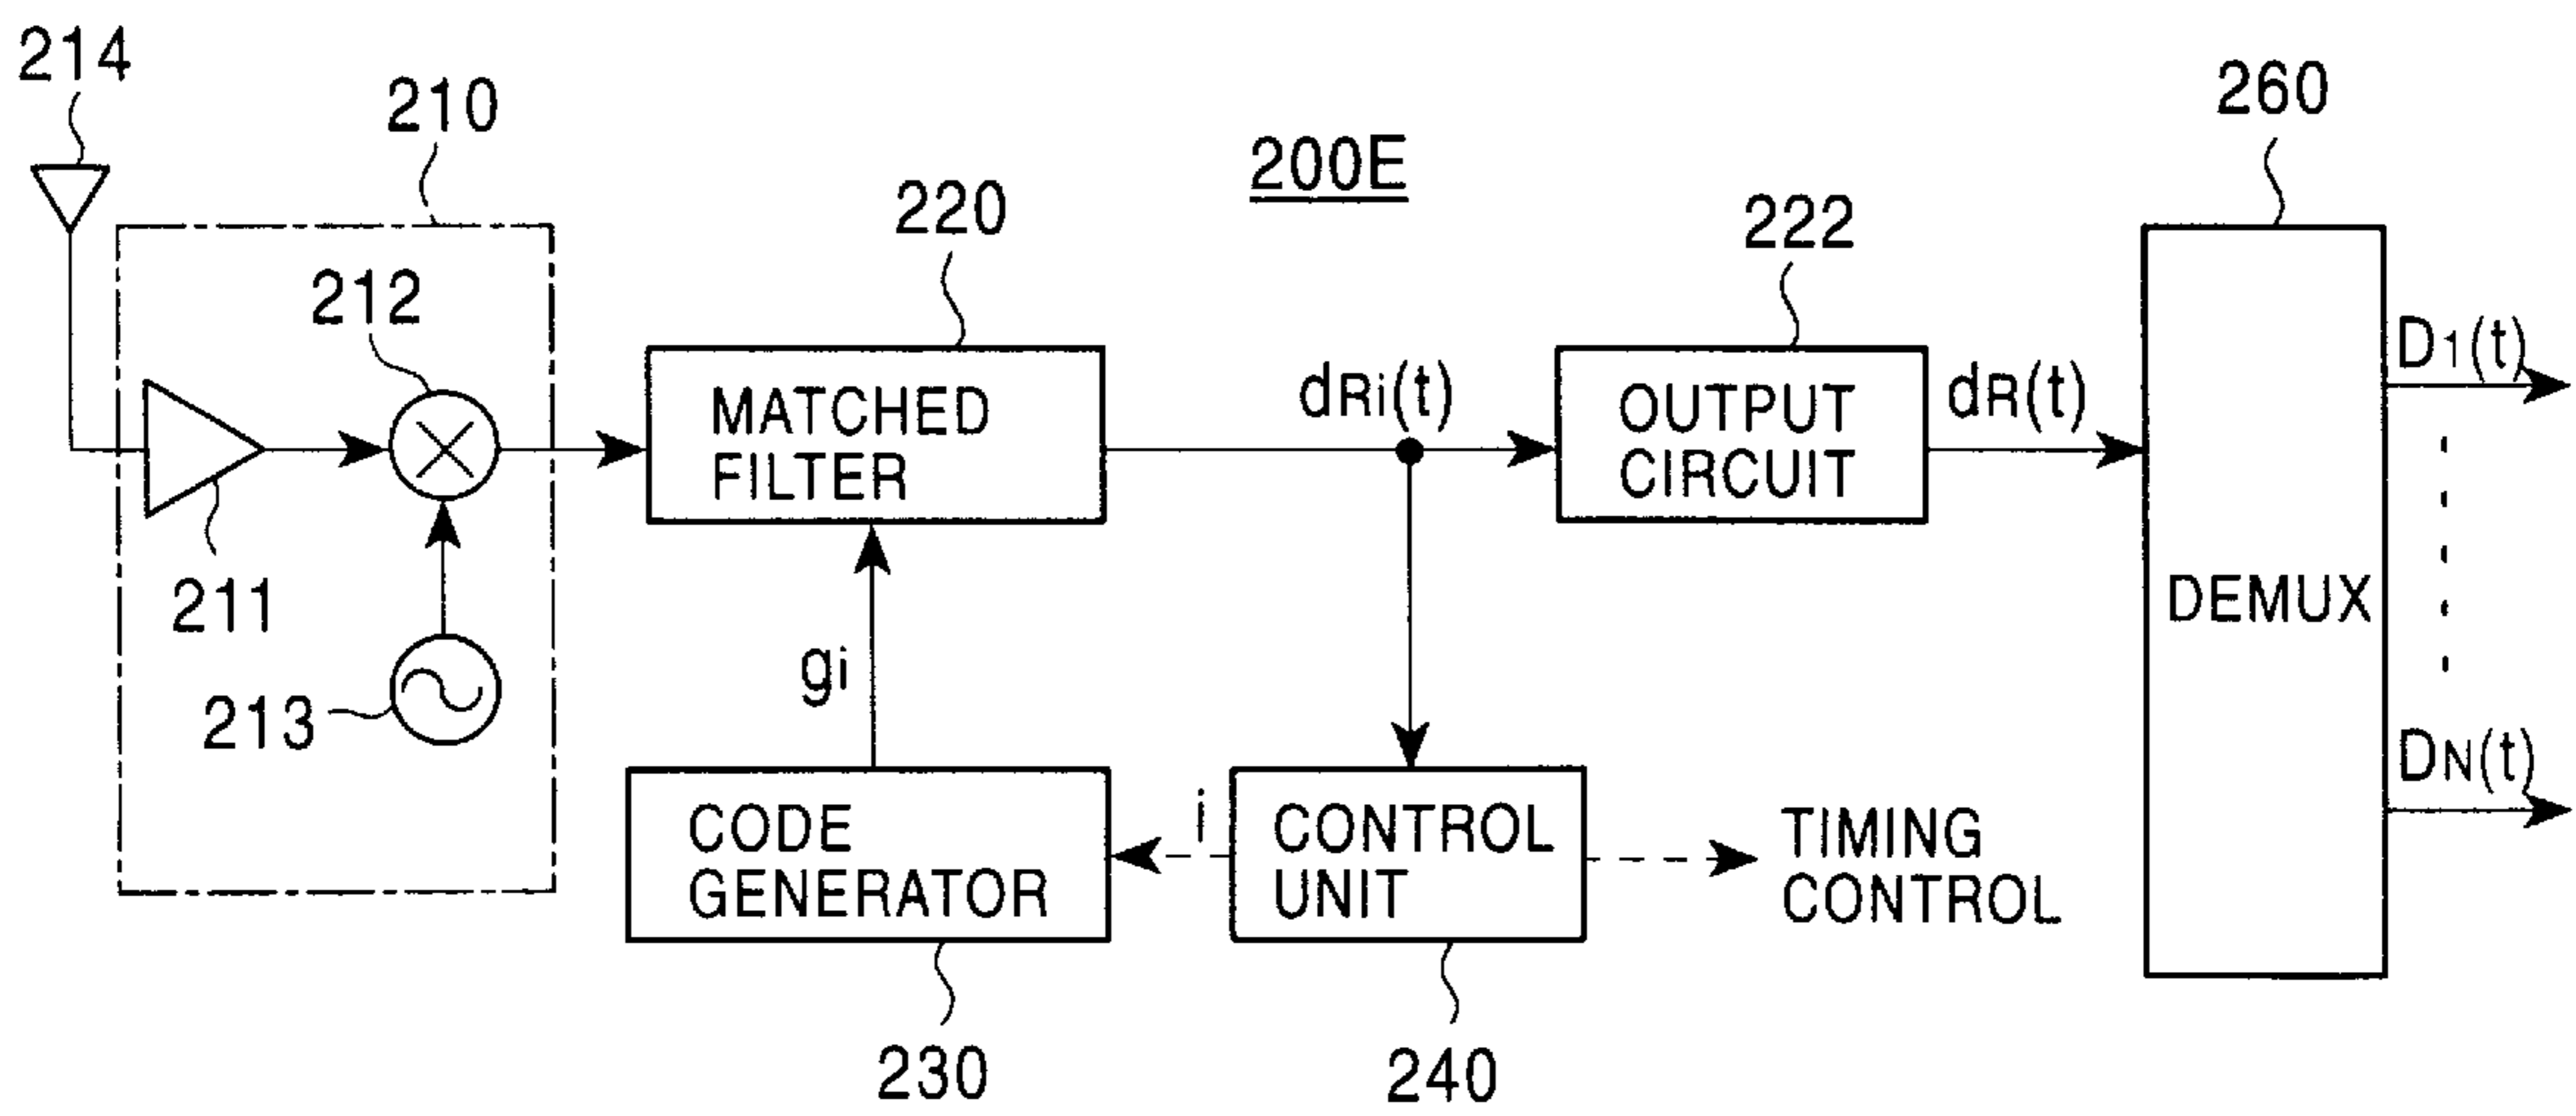 214
210
260
200E
220
222
212
D1(t)
MATCHED
FILTER
dRi(t)
OUTPUT
CIRCUIT
dR(t)
211
DEMUX
gi
213
DN(t)
CODE
GENERATOR
i
CONTROL
UNIT
TIMING
CONTROL
230
240